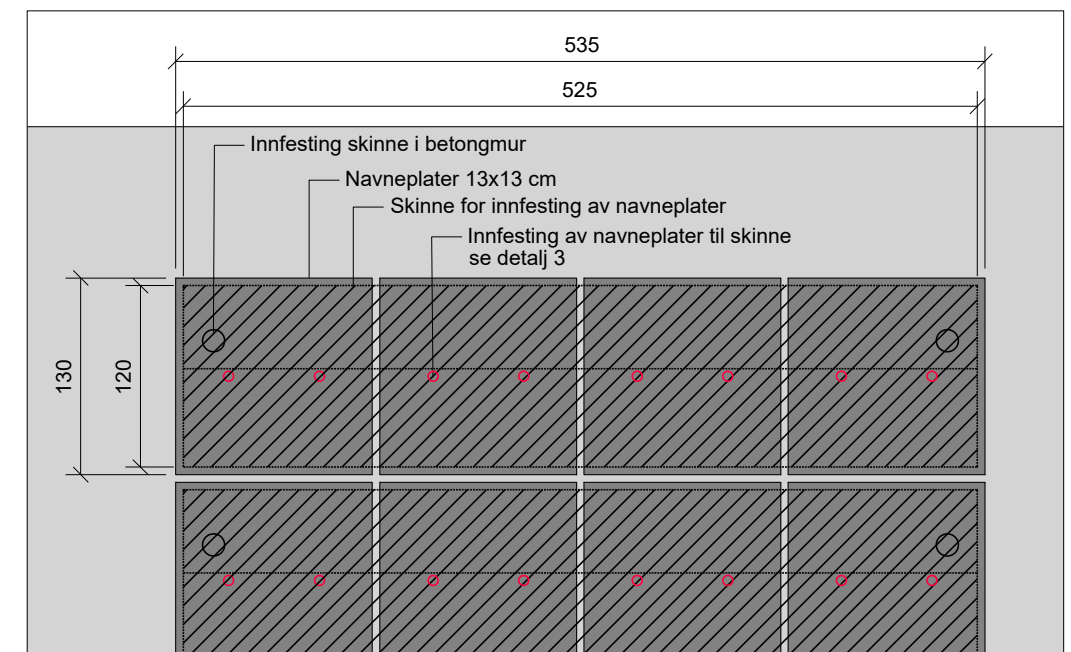 535
525
Innfesting skinne i betongmur
Navneplater 13x13 cm
Skinne for innfesting av navneplater
Innfesting av navneplater til skinne
se detalj 3
130
120